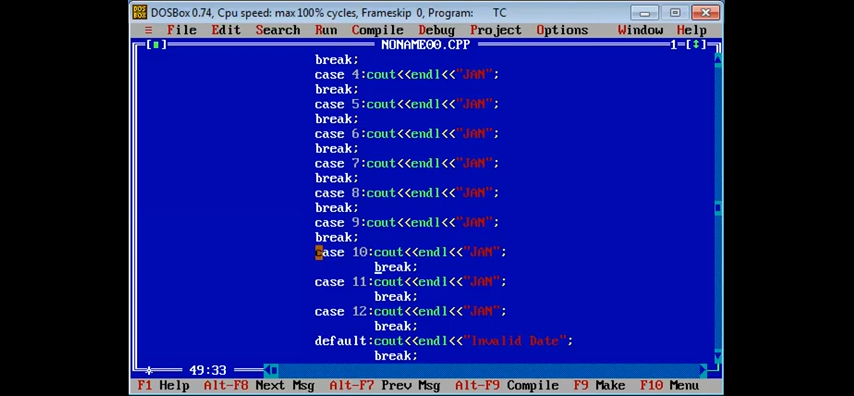 DOSBox 0.74, Cpu speed: max 100% cycles, Frameskip 0, Program: TC
≡ File Edit Search Run Compile Debug Project Options Window Help
[■] NONAME00.CPP 1=[↕]
break;
case 4:cout<<endl<<"JAN";
break;
case 5:cout<<endl<<"JAN";
break;
case 6:cout<<endl<<"JAN";
break;
case 7:cout<<endl<<"JAN";
break;
case 8:cout<<endl<<"JAN";
break;
case 9:cout<<endl<<"JAN";
break;
case 10:cout<<endl<<"JAN";
break;
case 11:cout<<endl<<"JAN";
break;
case 12:cout<<endl<<"JAN";
break;
default:cout<<endl<<"Invalid Date";
break;
* 49:33
F1 Help Alt-F8 Next Msg Alt-F7 Prev Msg Alt-F9 Compile F9 Make F10 Menu